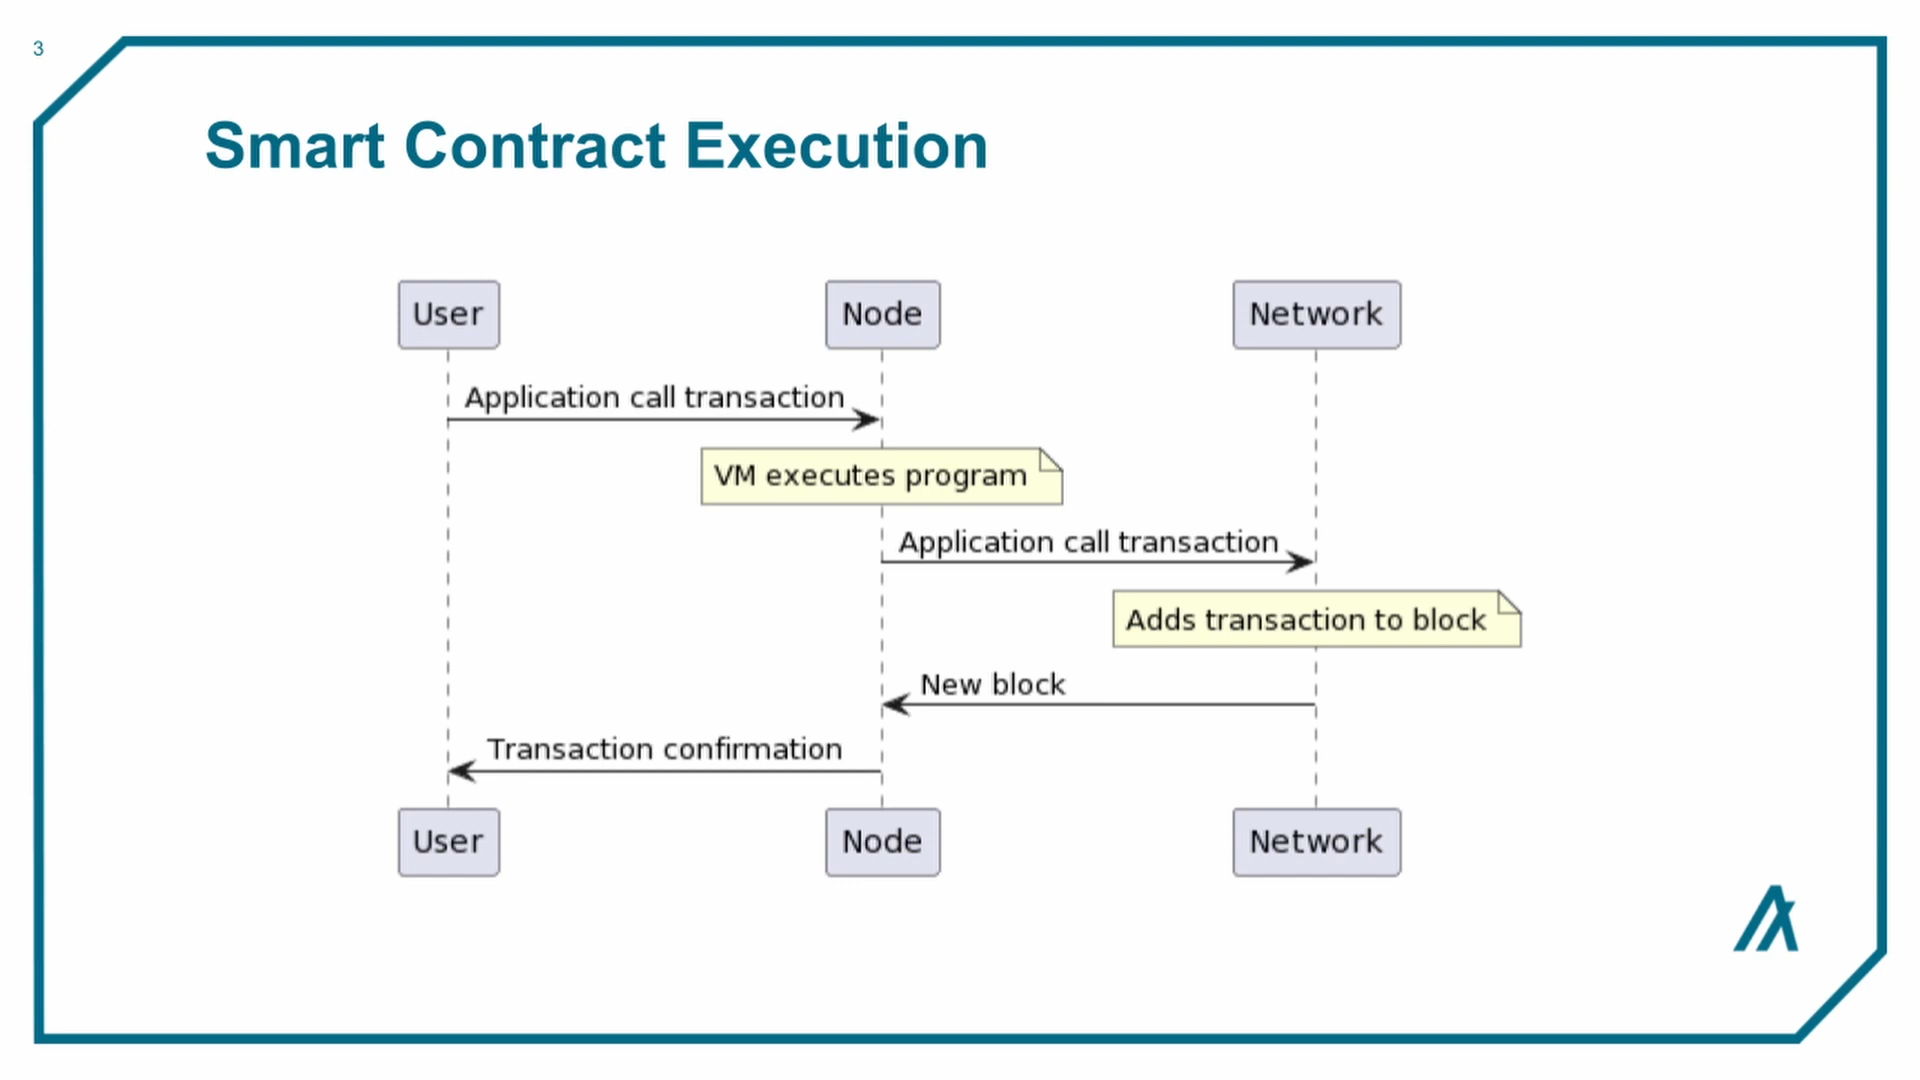 3
Smart Contract Execution
User Node Network
Application call transaction
VM executes program
Application call transaction
Adds transaction to block
New block
Transaction confirmation
User Node Network